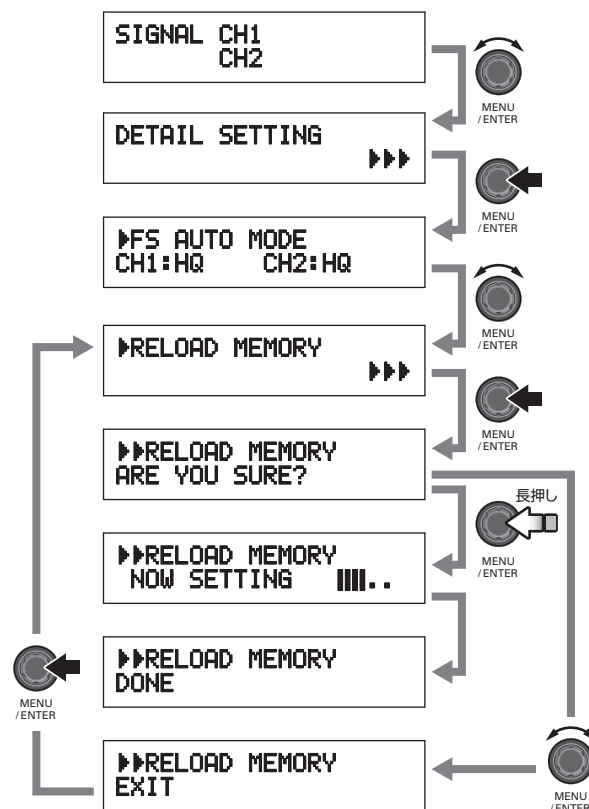 SIGNAL CH1
CH2
MENU
/ENTER
DETAIL SETTING
▶▶▶
MENU
/ENTER
▶FS AUTO MODE
CH1:HQ CH2:HQ
MENU
/ENTER
▶RELOAD MEMORY
▶▶▶
MENU
/ENTER
▶▶RELOAD MEMORY
ARE YOU SURE?
長押し
MENU
/ENTER
▶▶RELOAD MEMORY
NOW SETTING ||||..
▶▶RELOAD MEMORY
DONE
MENU
/ENTER
▶▶RELOAD MEMORY
EXIT
MENU
/ENTER